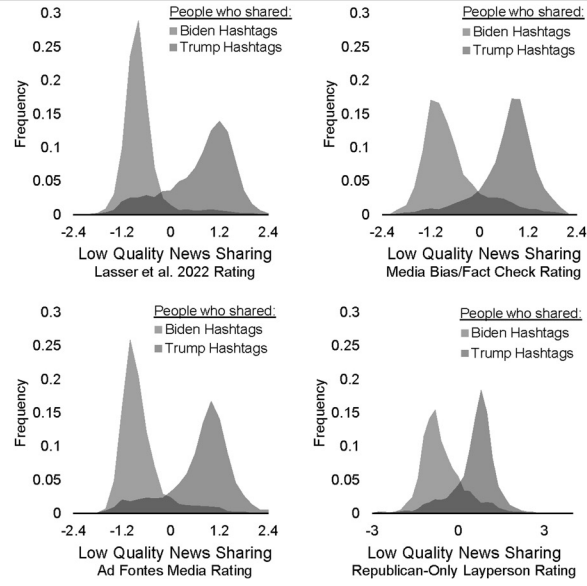 People who shared:
Biden Hashtags
Trump Hashtags
0.3
0.25
0.2
0.15
0.1
0.05
0
Frequency
-2.4
-1.2
0
1.2
2.4
Low Quality News Sharing
Lasser et al. 2022 Rating
People who shared:
Biden Hashtags
Trump Hashtags
0.3
0.25
0.2
0.15
0.1
0.05
0
Frequency
-2.4
-1.2
0
1.2
2.4
Low Quality News Sharing
Media Bias/Fact Check Rating
People who shared:
Biden Hashtags
Trump Hashtags
0.3
0.25
0.2
0.15
0.1
0.05
0
Frequency
-2.4
-1.2
0
1.2
2.4
Low Quality News Sharing
Ad Fontes Media Rating
People who shared:
Biden Hashtags
Trump Hashtags
0.3
0.25
0.2
0.15
0.1
0.05
0
Frequency
-3
0
3
Low Quality News Sharing
Republican-Only Layperson Rating